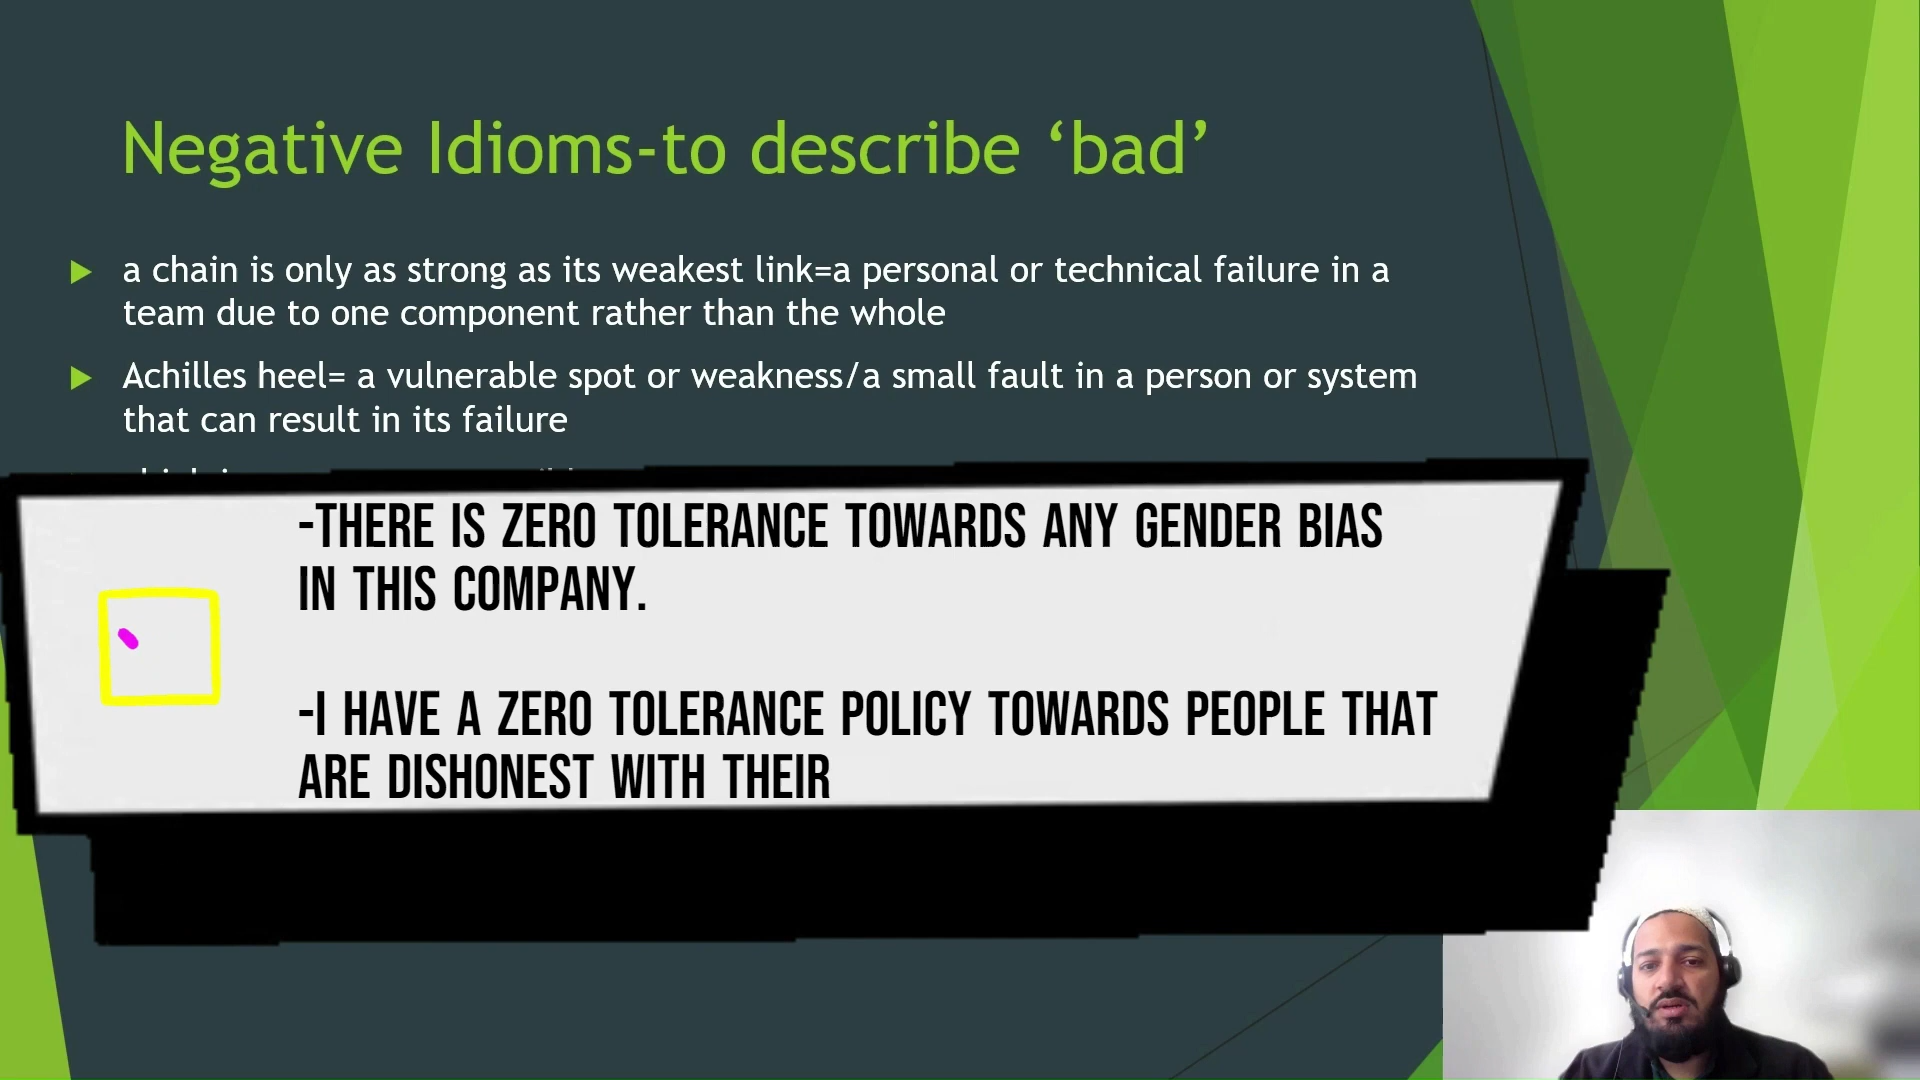 Negative Idioms-to describe ‘bad’
a chain is only as strong as its weakest link=a personal or technical failure in a
team due to one component rather than the whole
Achilles heel= a vulnerable spot or weakness/a small fault in a person or system
that can result in its failure
-THERE IS ZERO TOLERANCE TOWARDS ANY GENDER BIAS
IN THIS COMPANY.
-I HAVE A ZERO TOLERANCE POLICY TOWARDS PEOPLE THAT
ARE DISHONEST WITH THEIR